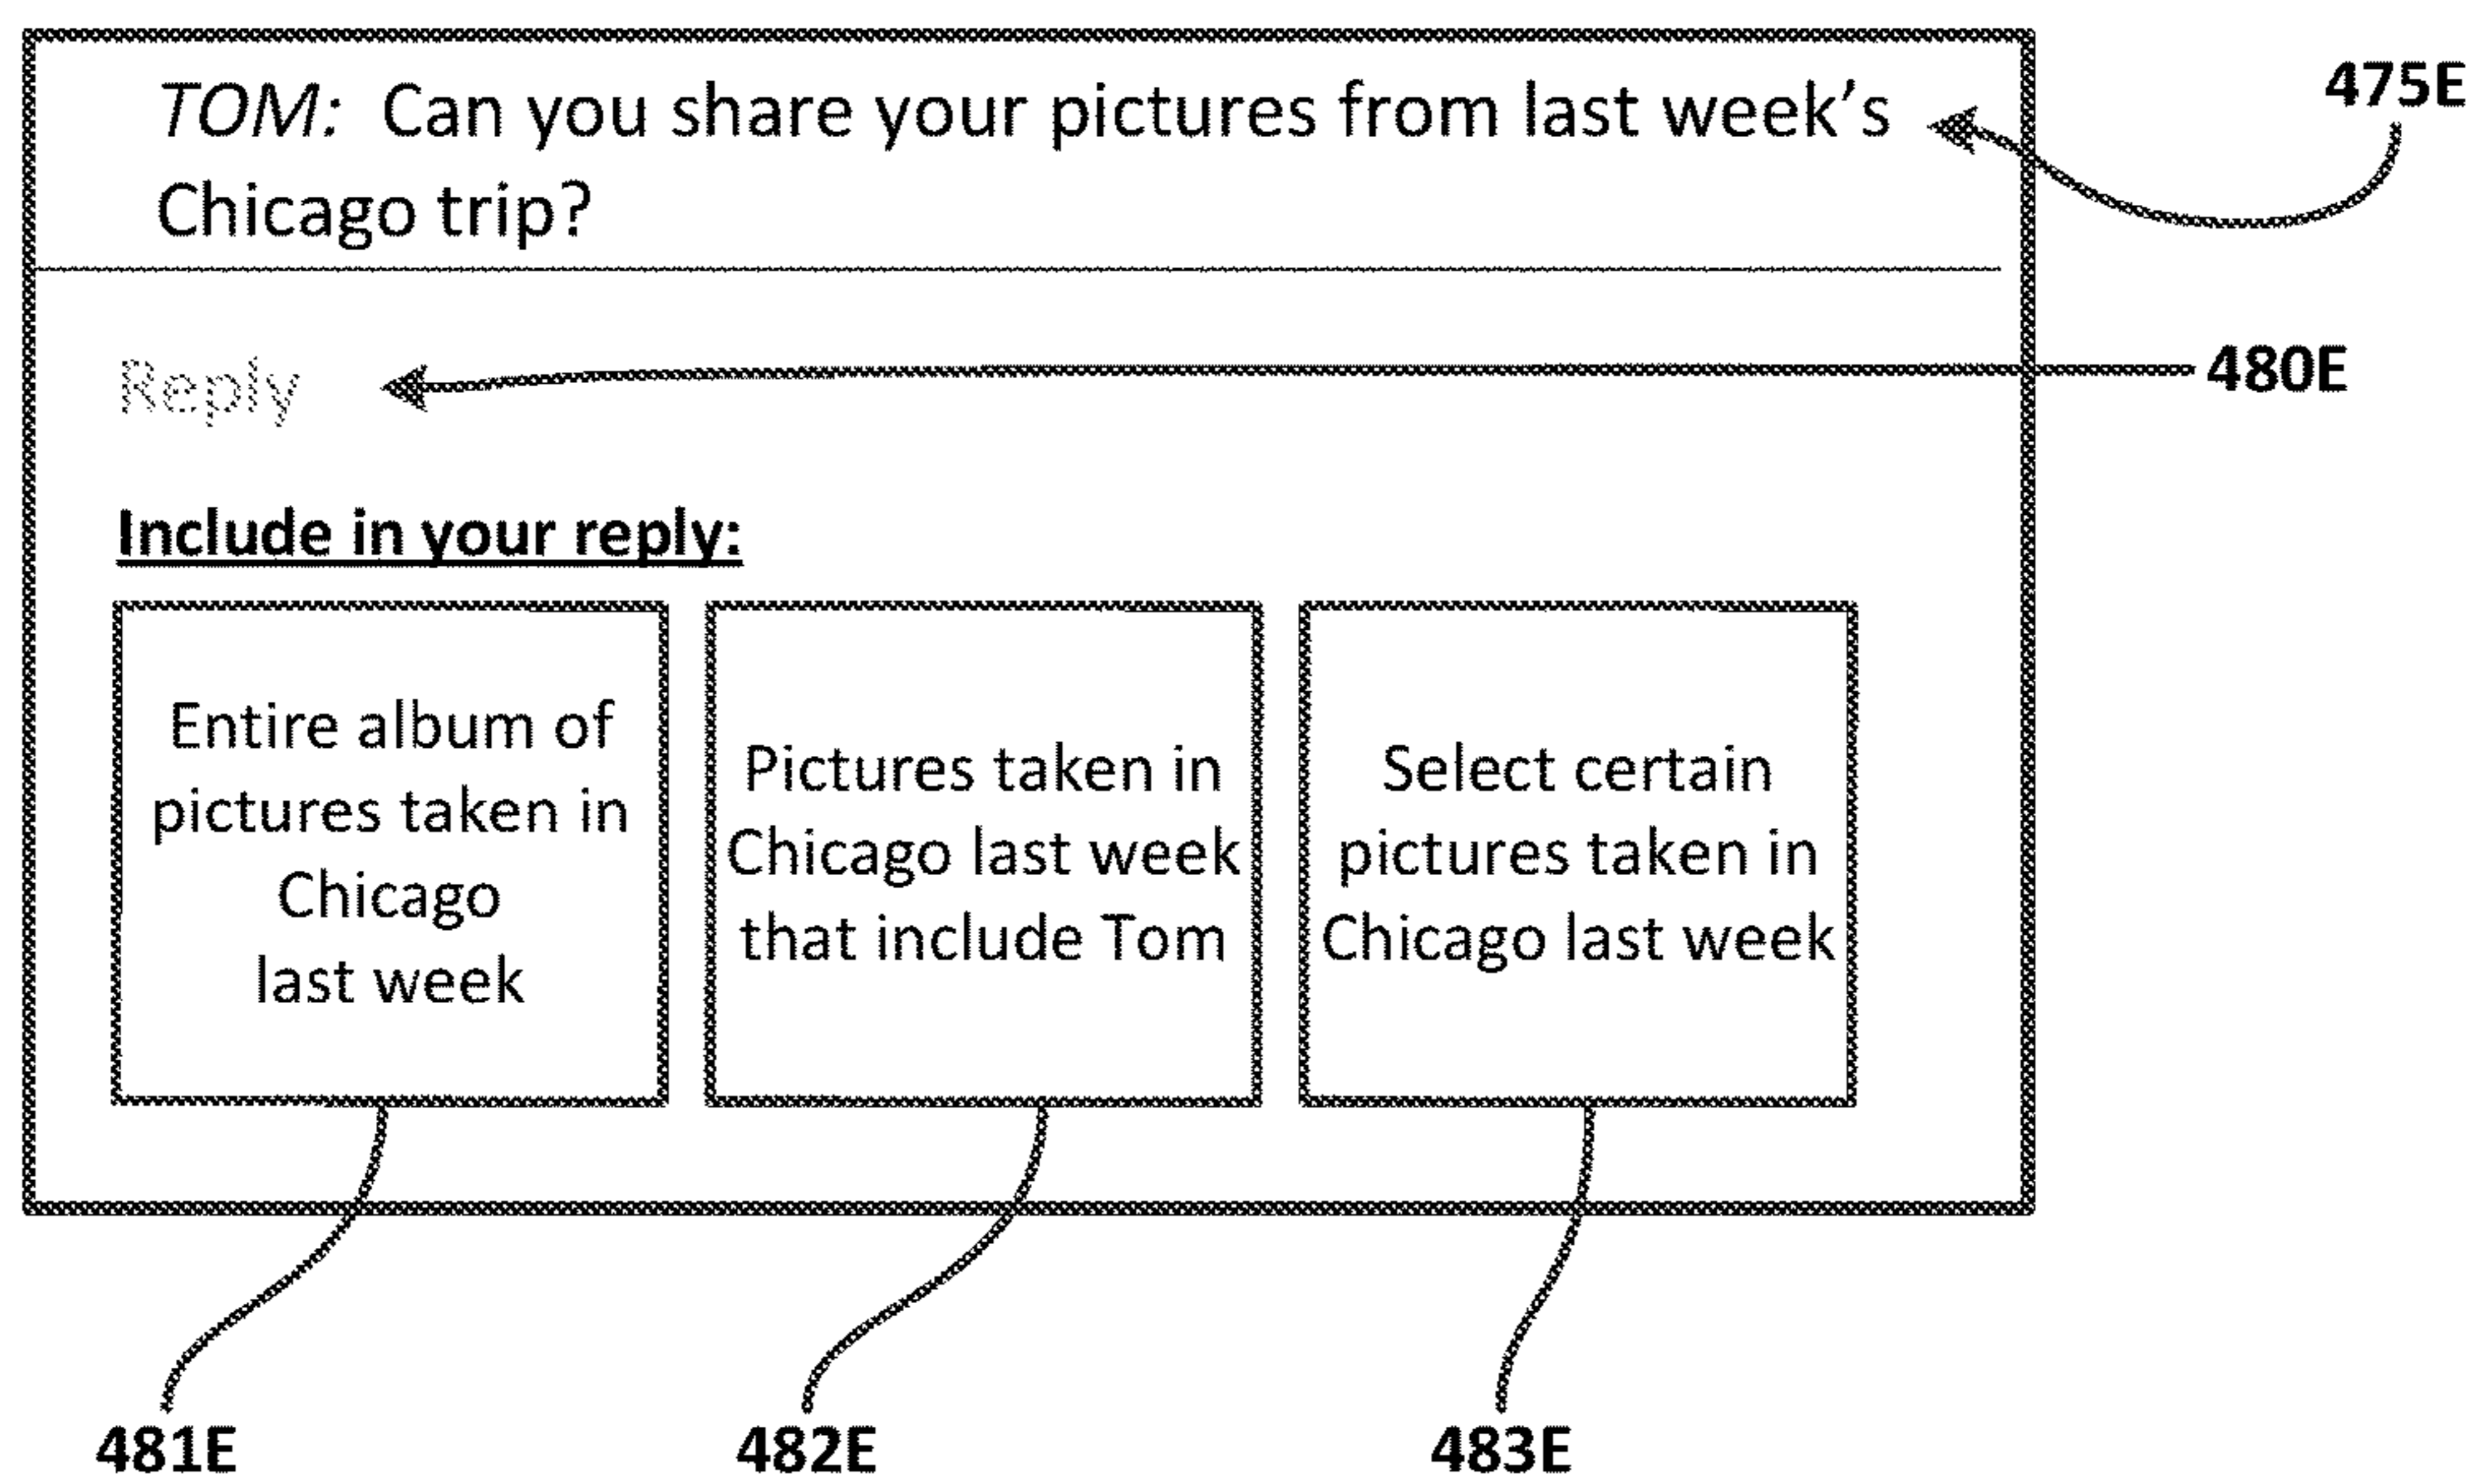 TOM: Can you share your pictures from last week's
Chicago trip?
475E
Reply
480E
Include in your reply:
Entire album of
pictures taken in
Chicago
last week
Pictures taken in
Chicago last week
that include Tom
Select certain
pictures taken in
Chicago last week
481E
482E
483E